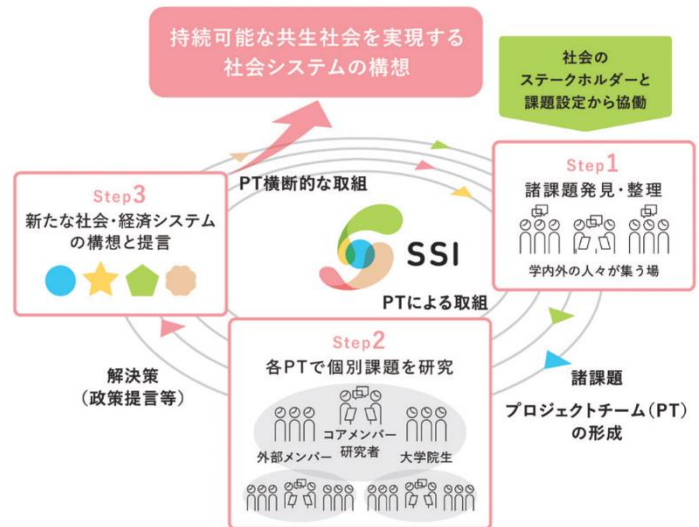 持続可能な共生社会を実現する
社会システムの構想
社会の
ステークホルダーと
課題設定から協働
Step1
諸課題発見・整理
学内外の人々が集う場
PT横断的な取組
Step3
新たな社会・経済システム
の構想と提言
SSI
PTによる取組
Step2
各PTで個別課題を研究
コアメンバー
研究者
外部メンバー
大学院生
解決策
(政策提言等)
諸課題
プロジェクトチーム(PT)
の形成